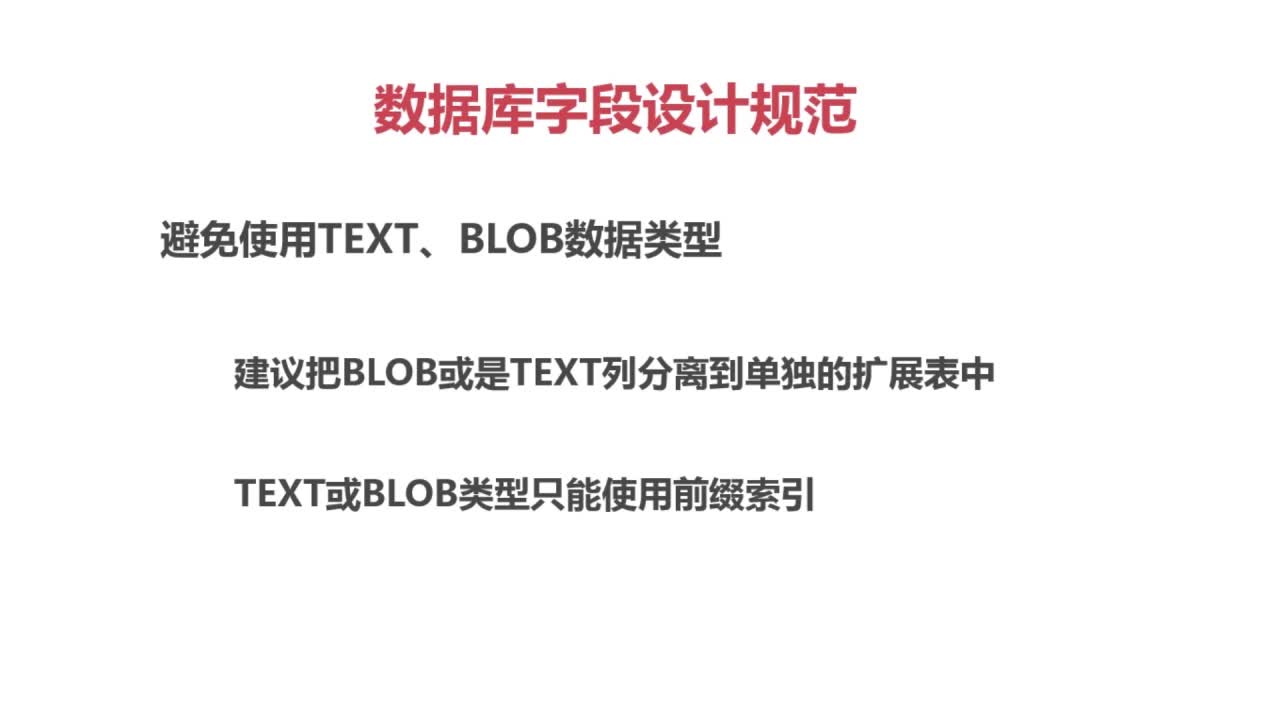 数据库字段设计规范
避免使用TEXT、BLOB数据类型
建议把BLOB或是TEXT列分离到单独的扩展表中
TEXT或BLOB类型只能使用前缀索引